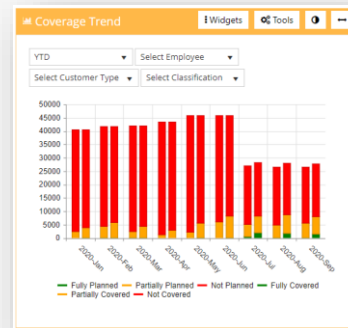 Coverage Trend
Widgets
Tools
YTD
Select Employee
Select Customer Type
Select Classification
50000
45000
40000
35000
30000
25000
20000
15000
10000
5000
0
2020-Jan
2020-Feb
2020-Mar
2020-Apr
2020-May
2020-Jun
2020-Jul
2020-Aug
2020-Sep
Fully Planned Partially Planned Not Planned Fully Covered
Partially Covered Not Covered